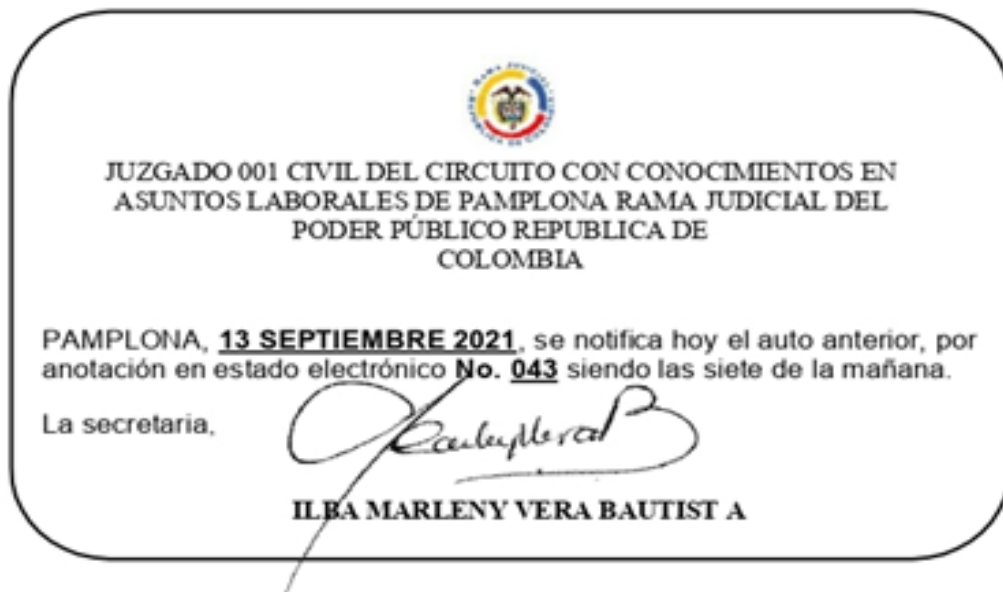 JUZGADO 001 CIVIL DEL CIRCUITO CON CONOCIMIENTOS EN
ASUNTOS LABORALES DE PAMPLONA RAMA JUDICIAL DEL
PODER PÚBLICO REPUBLICA DE
COLOMBIA
PAMPLONA, 13 SEPTIEMBRE 2021, se notifica hoy el auto anterior, por
anotación en estado electrónico No. 043 siendo las siete de la mañana.
La secretaria,
ILBA MARLENY VERA BAUTIST A